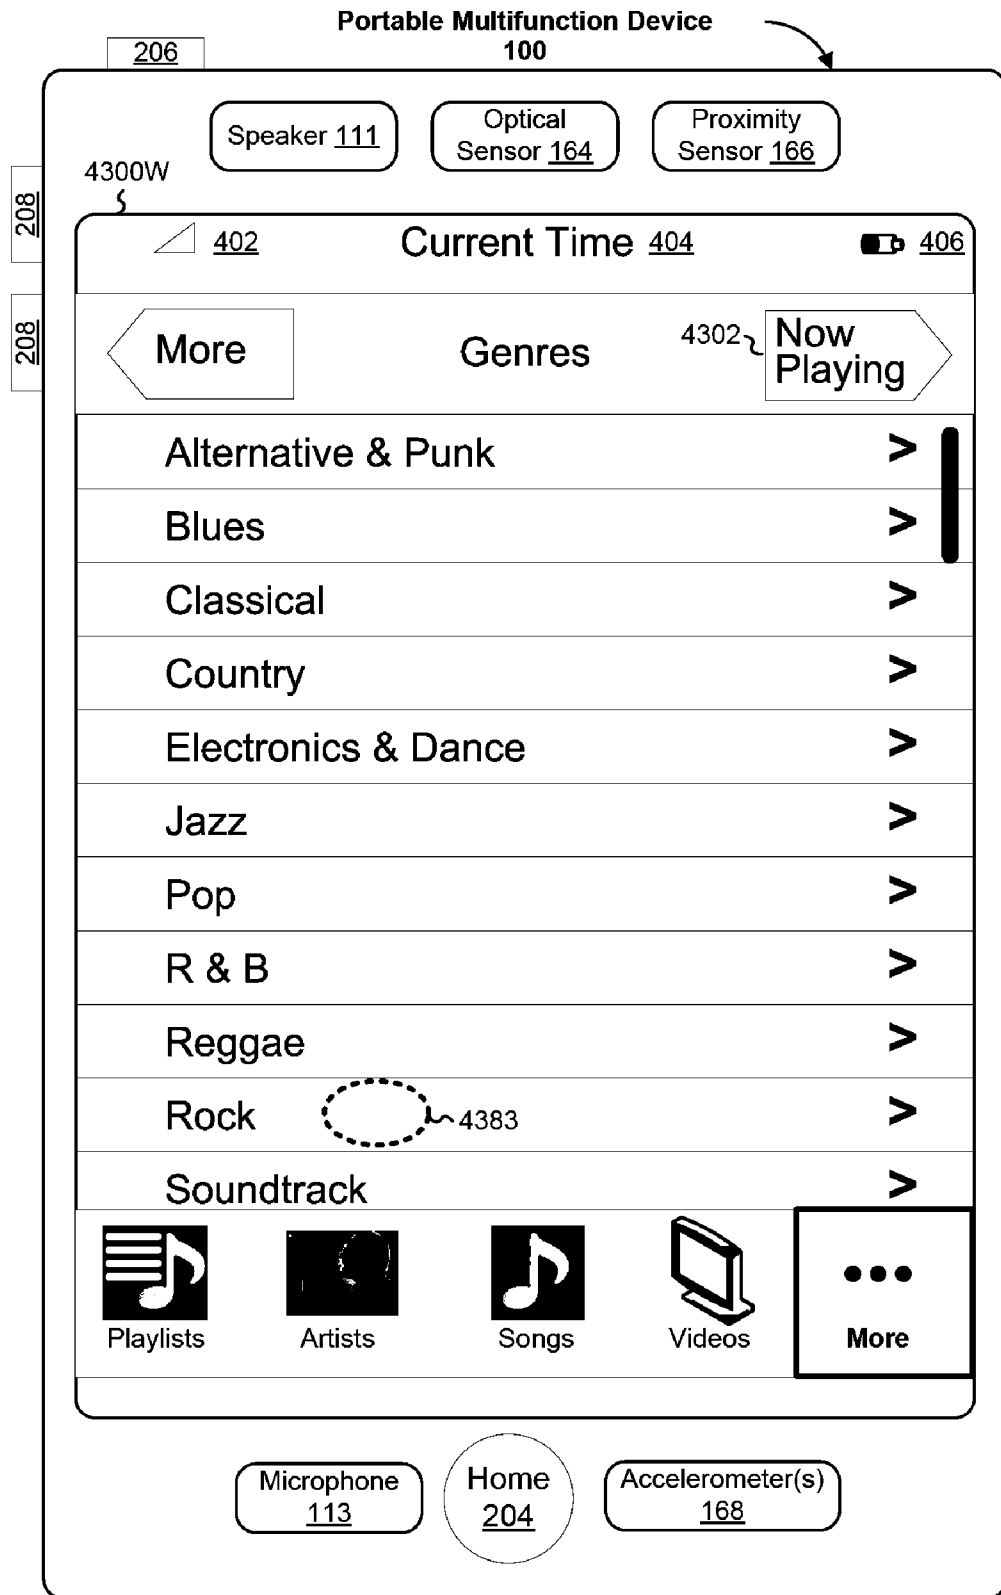 Portable Multifunction Device
100
206
Speaker 111
Optical
Sensor 164
Proximity
Sensor 166
4300W
208
208
402
Current Time 404
406
More
Genres
4302
Now
Playing
Alternative & Punk >
Blues >
Classical >
Country >
Electronics & Dance >
Jazz >
Pop >
R & B >
Reggae >
Rock >
4383
Soundtrack >
Playlists
Artists
Songs
Videos
More
Microphone
113
Home
204
Accelerometer(s)
168